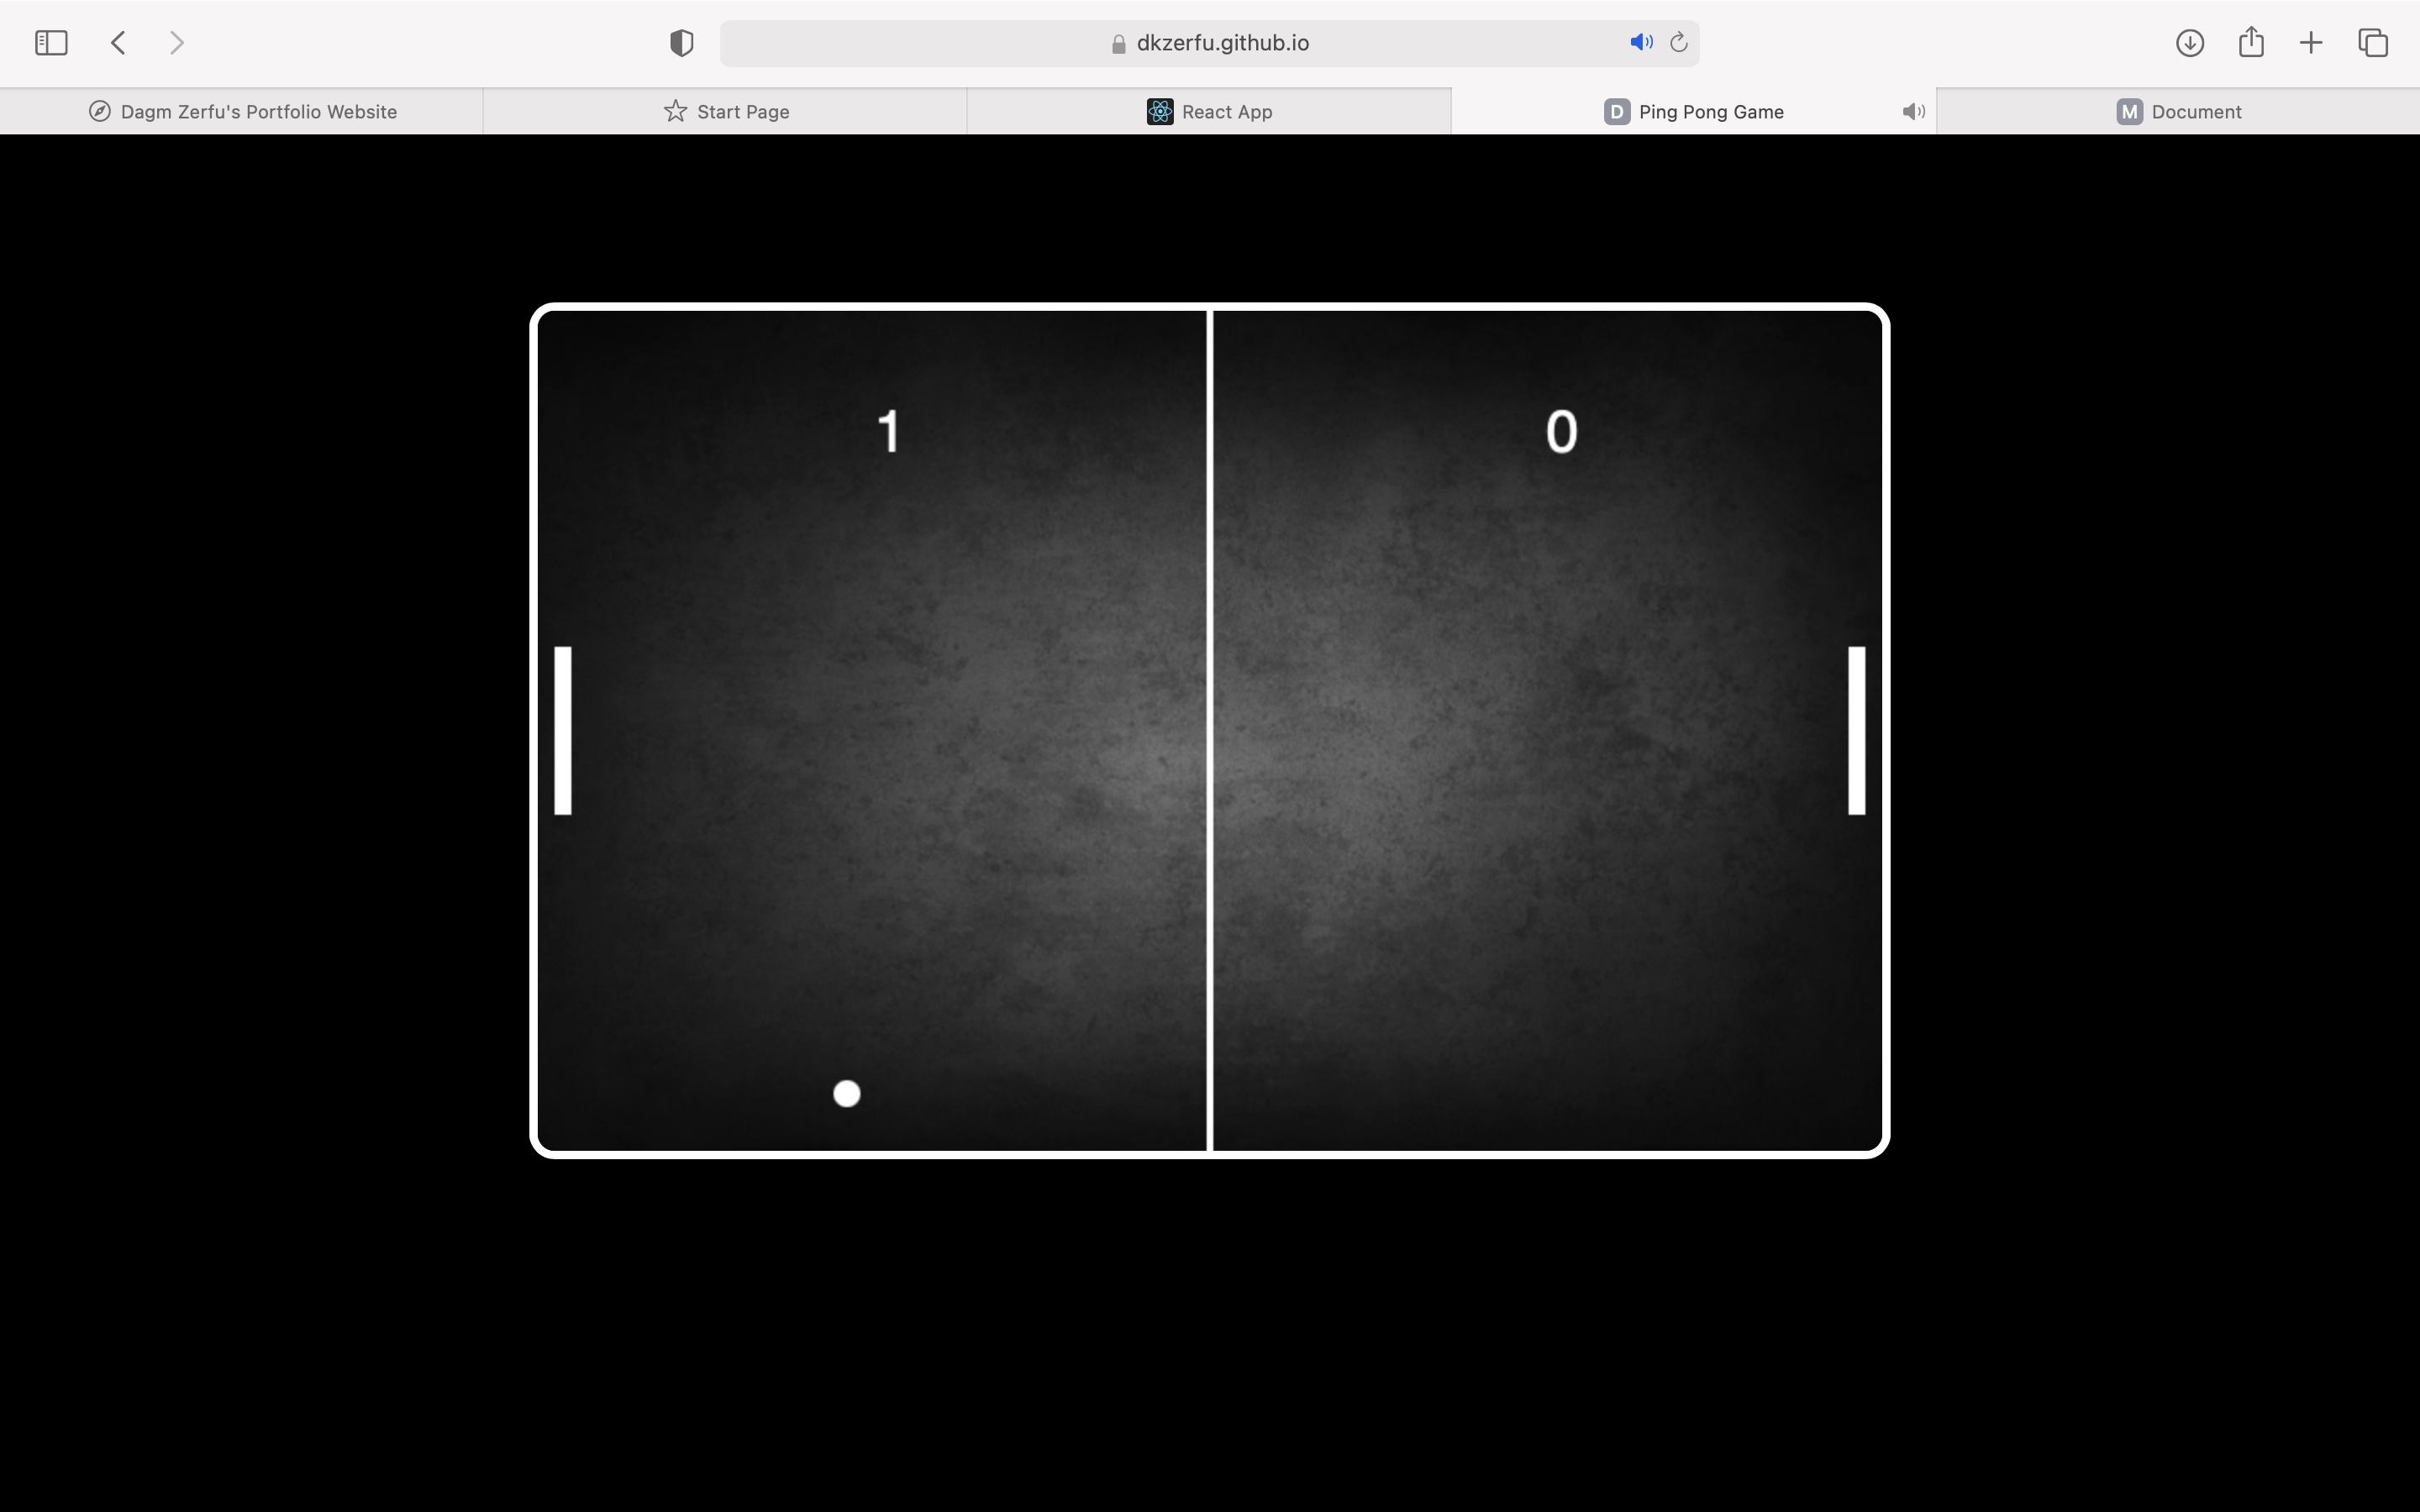 dkzerfu.github.io
Dagm Zerfu's Portfolio Website
Start Page
React App
D Ping Pong Game
M Document
1
0